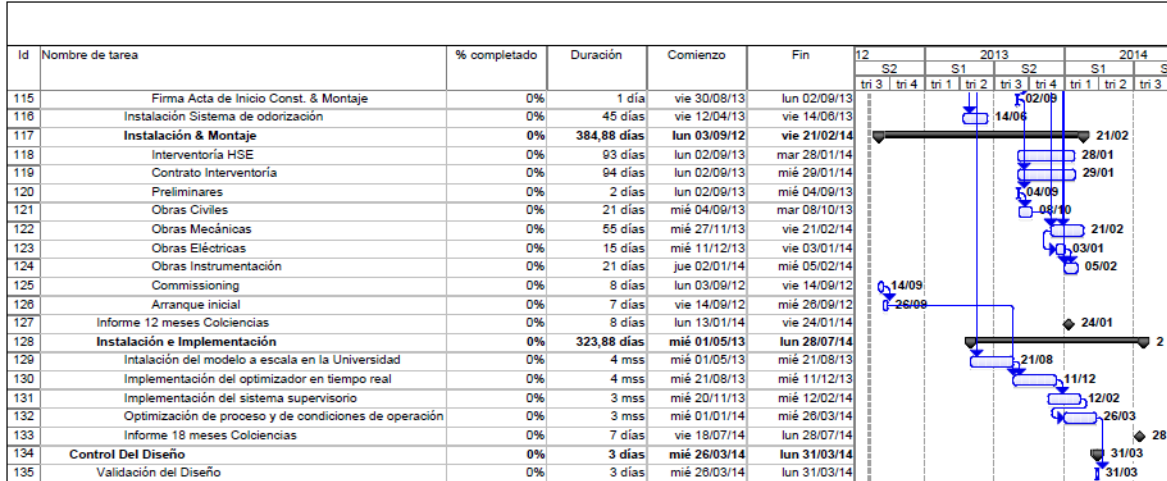 Id Nombre de tarea % completado Duración Comienzo Fin 12 2013 2014
S2 S1 S2 S1 S
tri 3 tri 4 tri 1 tri 2 tri 3 tri 4 tri 1 tri 2 tri 3
115 Firma Acta de Inicio Const. & Montaje 0% 1 día vie 30/08/13 lun 02/09/13 02/09
116 Instalación Sistema de odorización 0% 45 días vie 12/04/13 vie 14/06/13 14/06
117 Instalación & Montaje 0% 384,88 días lun 03/09/12 vie 21/02/14 21/02
118 Interventoría HSE 0% 93 días lun 02/09/13 mar 28/01/14 28/01
119 Contrato Interventoría 0% 94 días lun 02/09/13 mié 29/01/14 29/01
120 Preliminares 0% 2 días lun 02/09/13 mié 04/09/13 04/09
121 Obras Civiles 0% 21 días mié 04/09/13 mar 08/10/13 08/10
122 Obras Mecánicas 0% 55 días mié 27/11/13 vie 21/02/14 21/02
123 Obras Eléctricas 0% 15 días mié 11/12/13 vie 03/01/14 03/01
124 Obras Instrumentación 0% 21 días jue 02/01/14 mié 05/02/14 05/02
125 Commissioning 0% 8 días lun 03/09/12 vie 14/09/12 14/09
126 Arranque inicial 0% 7 días vie 14/09/12 mié 26/09/12 26/09
127 Informe 12 meses Colciencias 0% 8 días lun 13/01/14 vie 24/01/14 24/01
128 Instalación e Implementación 0% 323,88 días mié 01/05/13 lun 28/07/14 2
129 Intalación del modelo a escala en la Universidad 0% 4 mss mié 01/05/13 mié 21/08/13 21/08
130 Implementación del optimizador en tiempo real 0% 4 mss mié 21/08/13 mié 11/12/13 11/12
131 Implementación del sistema supervisorio 0% 3 mss mié 20/11/13 mié 12/02/14 12/02
132 Optimización de proceso y de condiciones de operación 0% 3 mss mié 01/01/14 mié 26/03/14 26/03
133 Informe 18 meses Colciencias 0% 7 días vie 18/07/14 lun 28/07/14 28
134 Control Del Diseño 0% 3 días mié 26/03/14 lun 31/03/14 31/03
135 Validación del Diseño 0% 3 días mié 26/03/14 lun 31/03/14 31/03